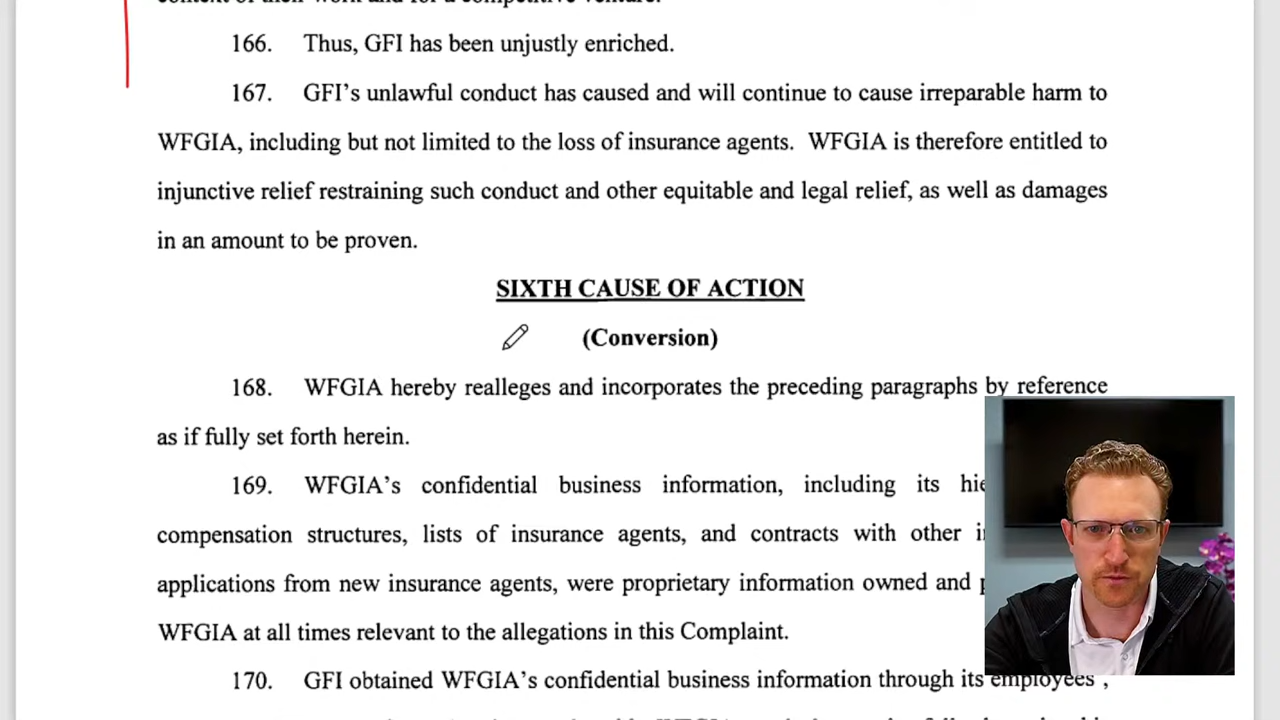 166. Thus, GFI has been unjustly enriched.
167. GFI's unlawful conduct has caused and will continue to cause irreparable harm to
WFGIA, including but not limited to the loss of insurance agents. WFGIA is therefore entitled to
injunctive relief restraining such conduct and other equitable and legal relief, as well as damages
in an amount to be proven.
SIXTH CAUSE OF ACTION
(Conversion)
168. WFGIA hereby realleges and incorporates the preceding paragraphs by reference
as if fully set forth herein.
169. WFGIA's confidential business information, including its
compensation structures, lists of insurance agents, and contracts with other
applications from new insurance agents, were proprietary information owned and
WFGIA at all times relevant to the allegations in this Complaint.
170. GFI obtained WFGIA's confidential business information through its employees',